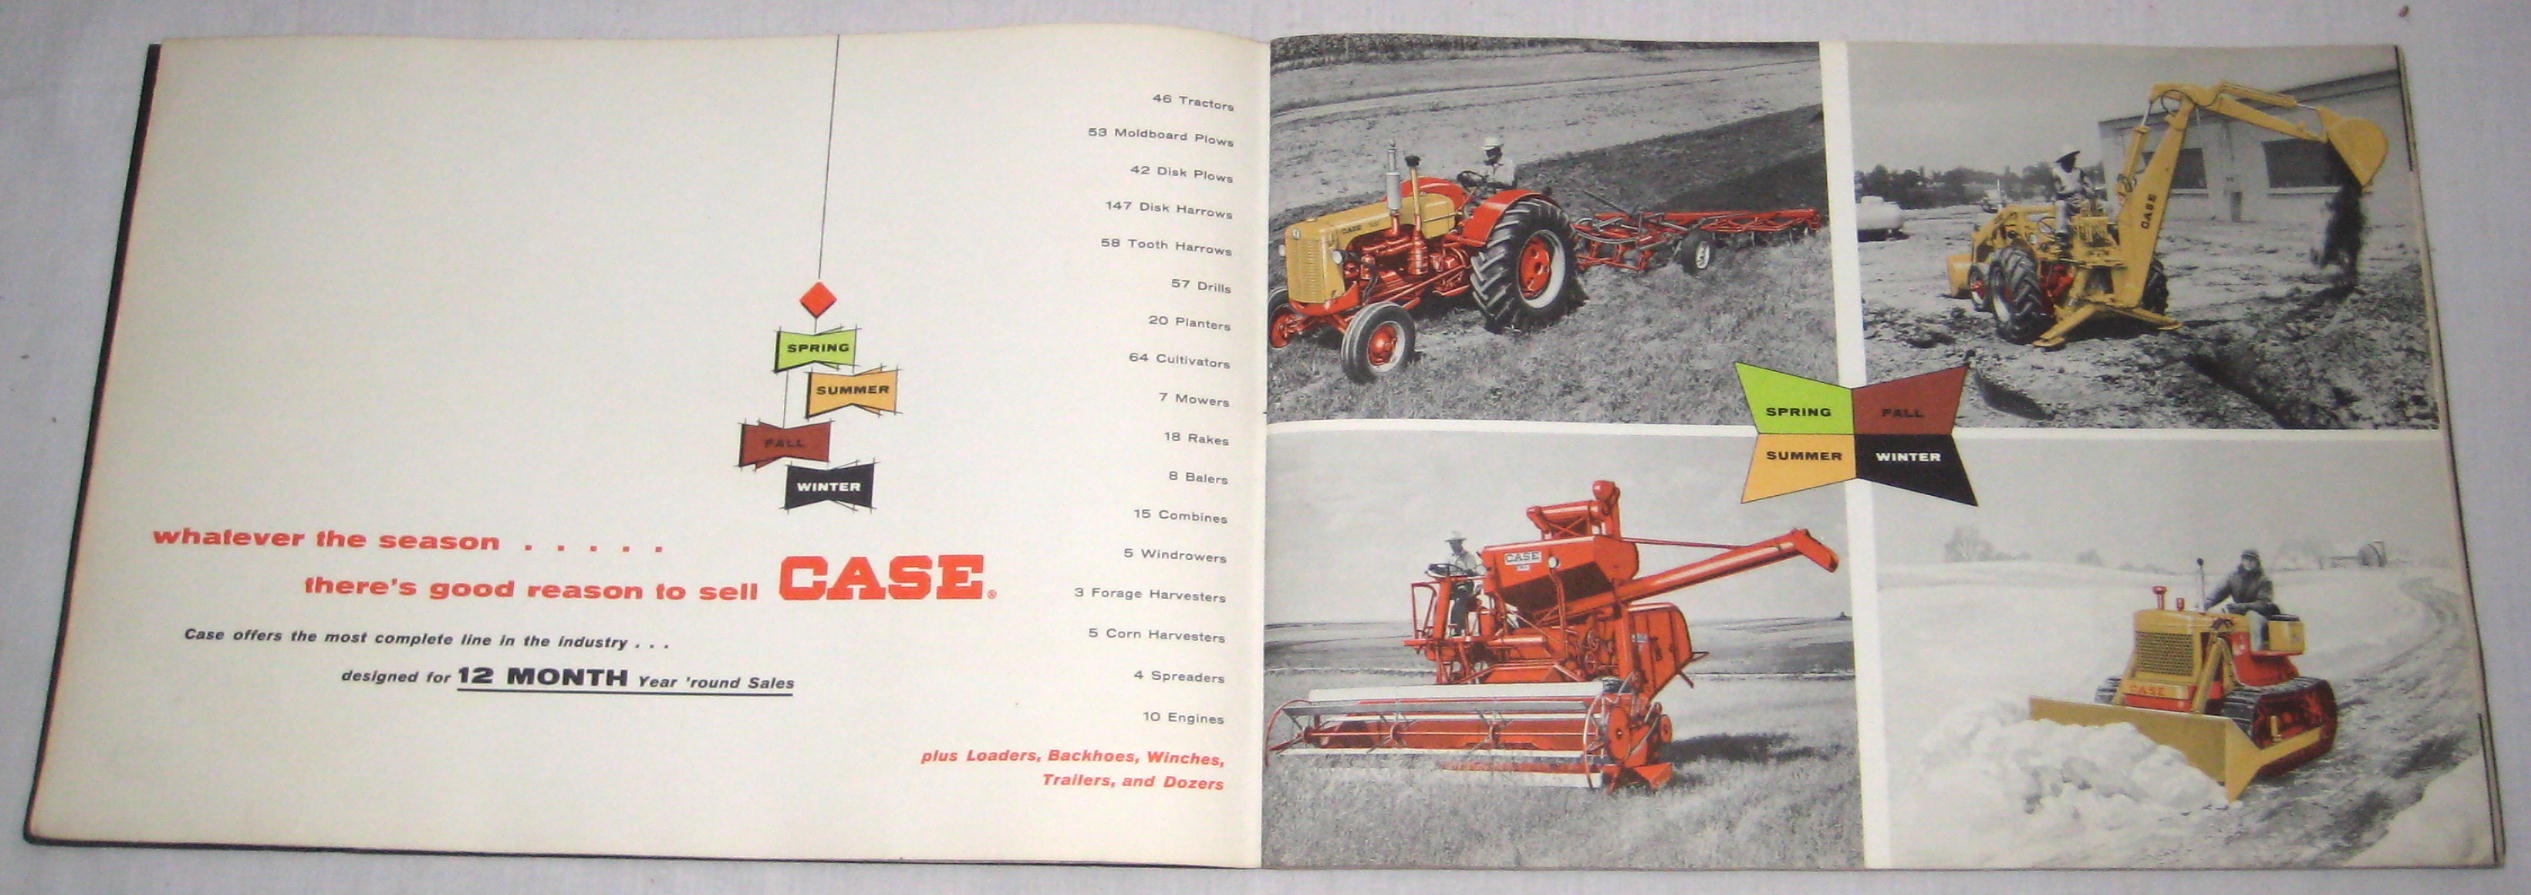 SPRING
SUMMER
FALL
WINTER
whatever the season . . . . .
there's good reason to sell CASE®
Case offers the most complete line in the industry . . .
designed for 12 MONTH Year 'round Sales
46 Tractors
53 Moldboard Plows
42 Disk Plows
147 Disk Harrows
58 Tooth Harrows
57 Drills
20 Planters
64 Cultivators
7 Mowers
18 Rakes
8 Balers
15 Combines
5 Windrowers
3 Forage Harvesters
5 Corn Harvesters
4 Spreaders
10 Engines
plus Loaders, Backhoes, Winches,
Trailers, and Dozers
CASE
CASE
SPRING
FALL
SUMMER
WINTER
CASE
CASE